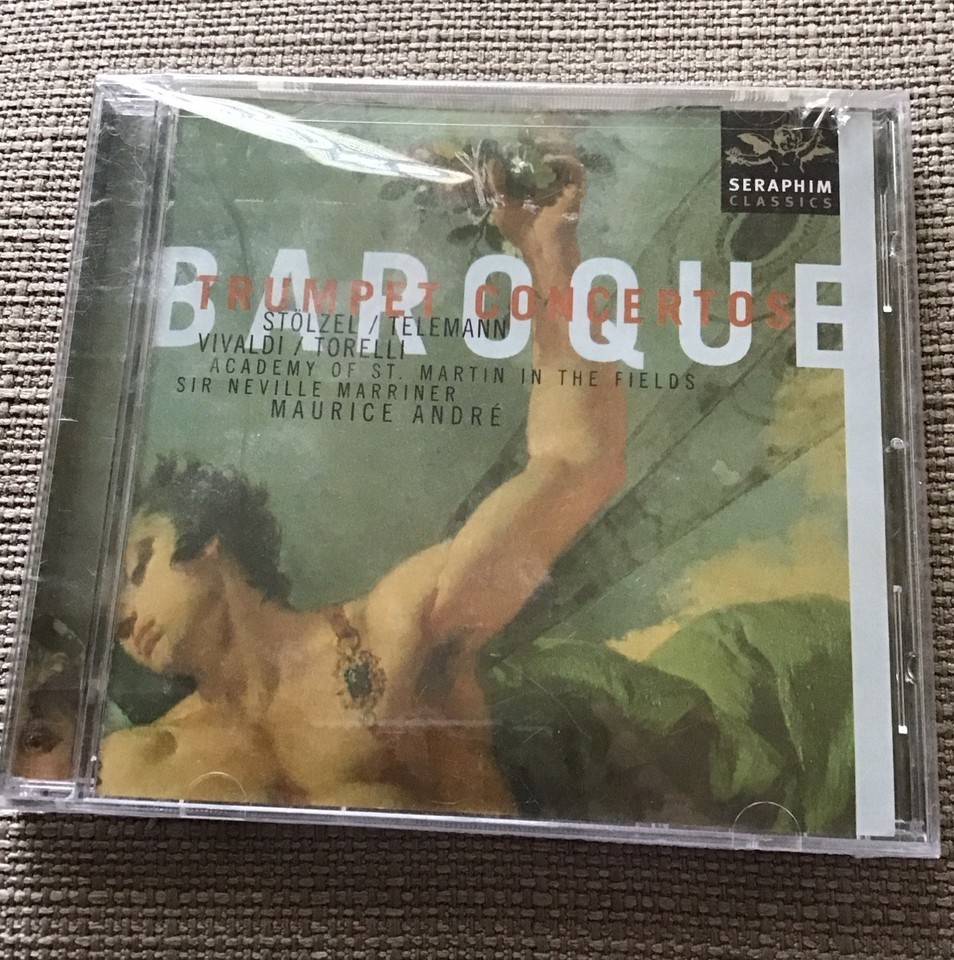 SERAPHIM
CLASSICS
BAROQUE
TRUMPET CONCERTOS
STÖLZEL / TELEMANN
VIVALDI / TORELLI
ACADEMY OF ST. MARTIN IN THE FIELDS
SIR NEVILLE MARRINER
MAURICE ANDRÉ